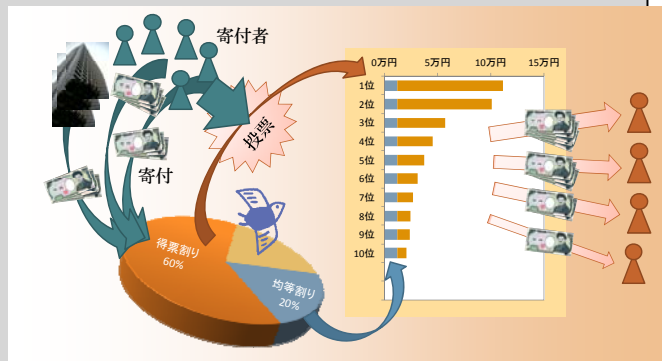 寄付者
投票
寄付
得票割り
60%
均等割り
20%
0万円 5万円 10万円 15万円
1位
2位
3位
4位
5位
6位
7位
8位
9位
10位